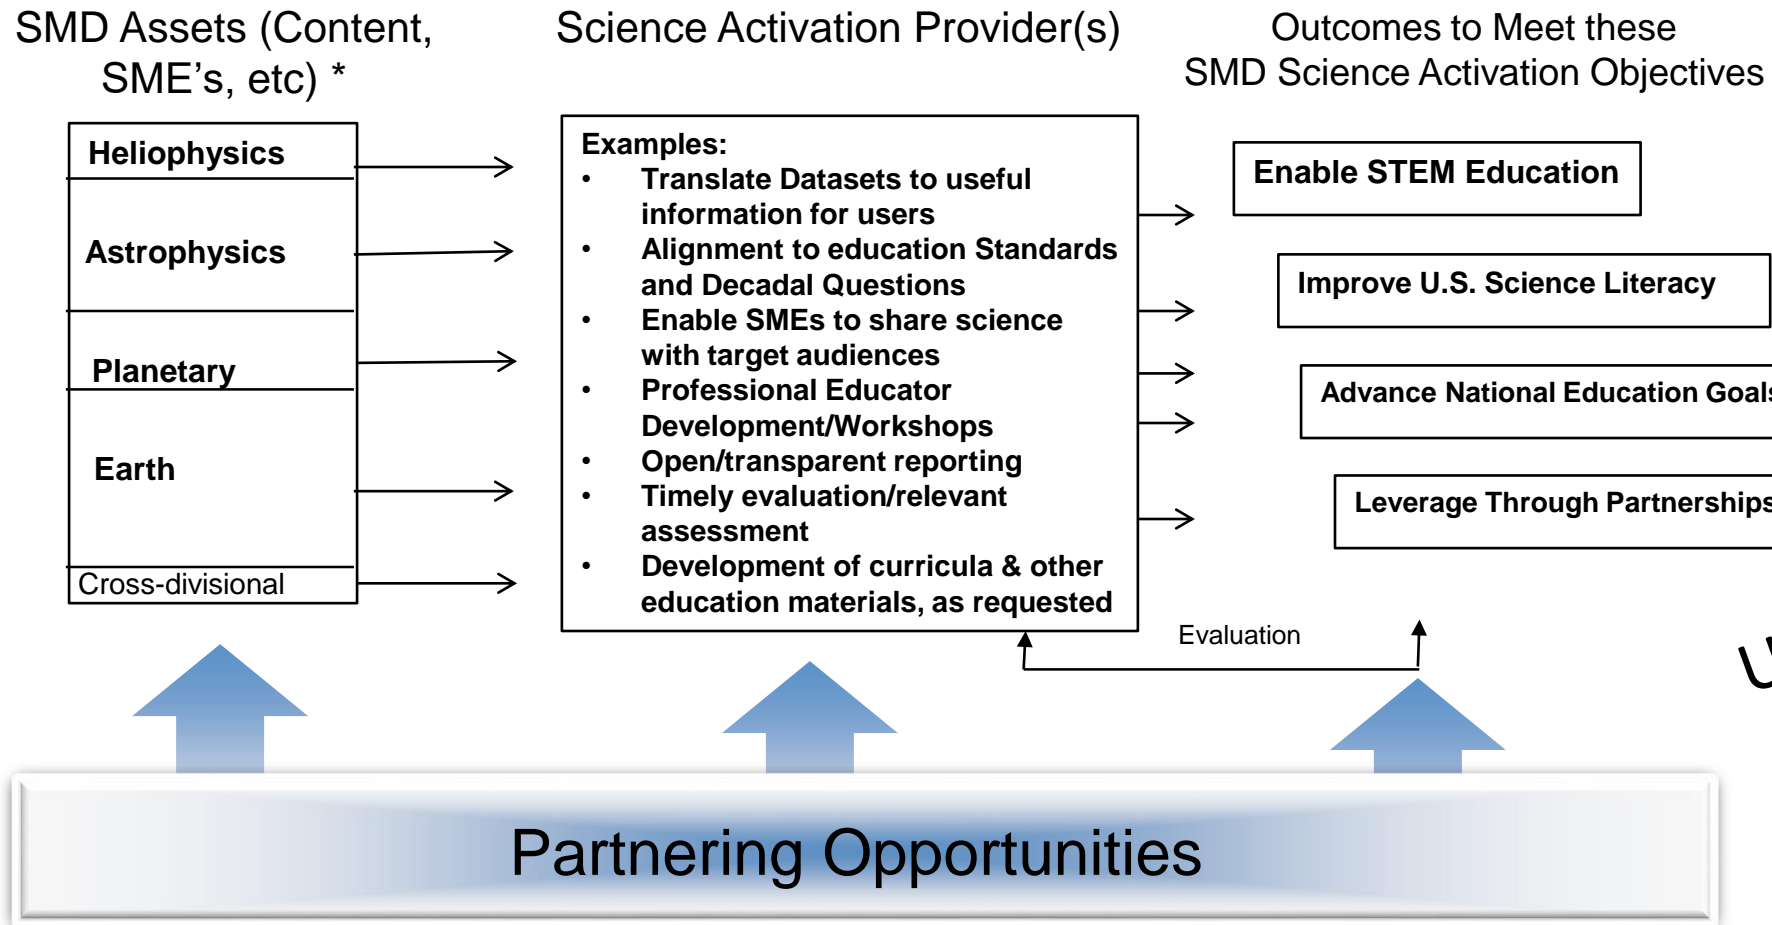 SMD Assets (Content,
SME’s, etc) *
Science Activation Provider(s)
Outcomes to Meet these
SMD Science Activation Objectives
Heliophysics
Astrophysics
Planetary
Earth
Cross-divisional
Examples:
• Translate Datasets to useful
information for users
• Alignment to education Standards
and Decadal Questions
• Enable SMEs to share science
with target audiences
• Professional Educator
Development/Workshops
• Open/transparent reporting
• Timely evaluation/relevant
assessment
• Development of curricula & other
education materials, as requested
Enable STEM Education
Improve U.S. Science Literacy
Advance National Education Goals
Leverage Through Partnerships
Evaluation
Partnering Opportunities